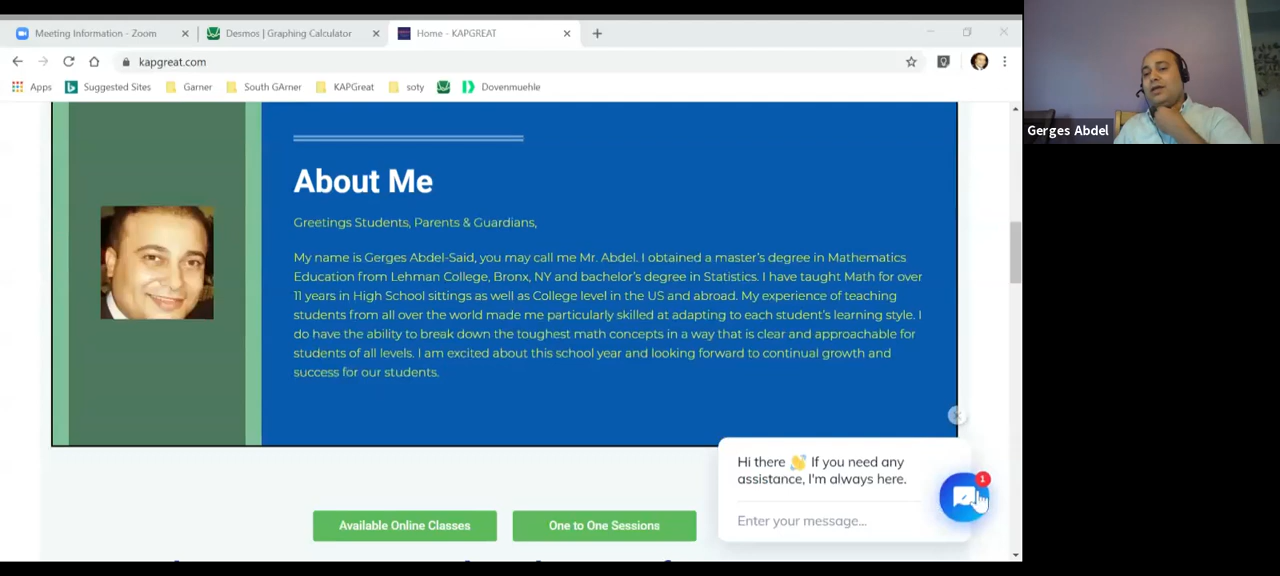 Meeting Information - Zoom
Desmos | Graphing Calculator
Home - KAPGREAT
kapgreat.com
Apps
Suggested Sites
Garner
South GArner
KAPGreat
soty
Dovenmuehle
Gerges Abdel
About Me
Greetings Students, Parents & Guardians,
My name is Gerges Abdel-Said, you may call me Mr. Abdel. I obtained a master's degree in Mathematics
Education from Lehman College, Bronx, NY and bachelor's degree in Statistics. I have taught Math for over
11 years in High School sittings as well as College level in the US and abroad. My experience of teaching
students from all over the world made me particularly skilled at adapting to each student's learning style. I
do have the ability to break down the toughest math concepts in a way that is clear and approachable for
students of all levels. I am excited about this school year and looking forward to continual growth and
success for our students.
Hi there 👋 If you need any
assistance, I'm always here.
1
Enter your message...
Available Online Classes
One to One Sessions